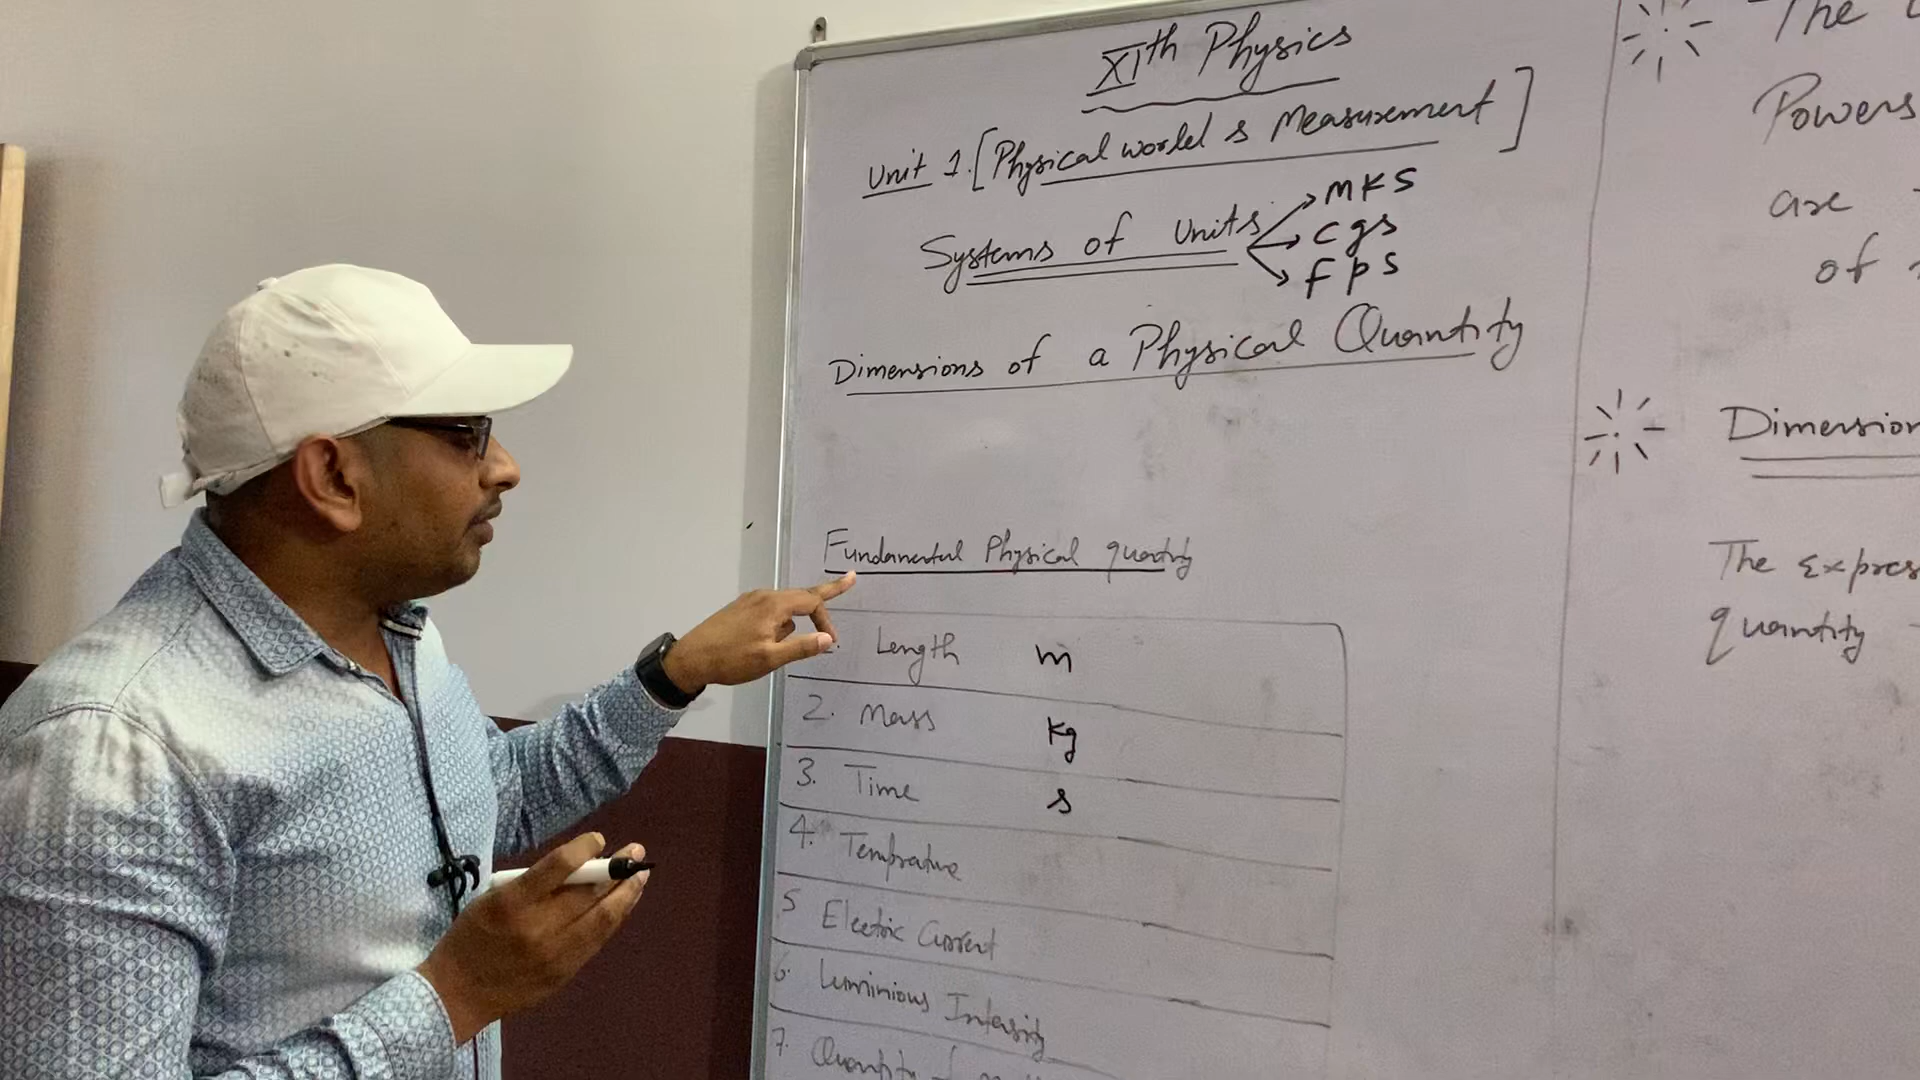 XIth Physics
Unit 1. [Physical world & Measurement]
Systems of Units
MKS
cgs
fps
Dimensions of a Physical Quantity
Fundamental Physical quantity
Length m
2. Mass kg
3. Time s
4. Temprature
5 Electric Current
6. Luminious Intensity
7. Quantity of
The
Powers
are
of
Dimension
The Expres
quantity